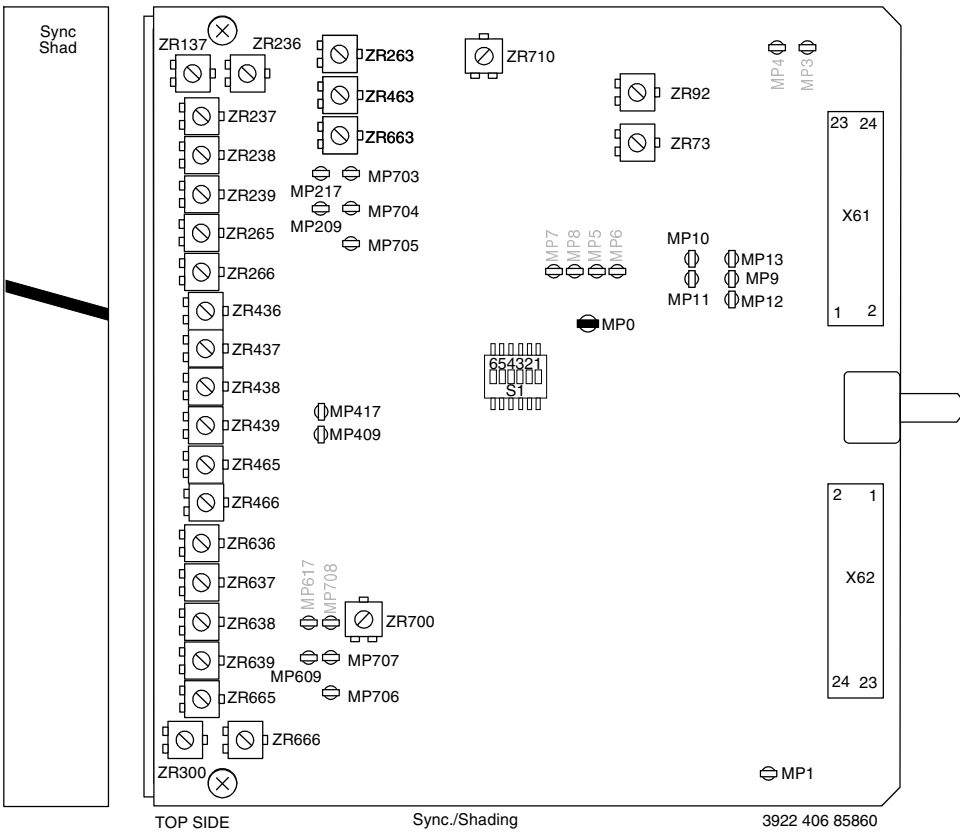 Sync
Shad
ZR137
ZR236
ZR263
ZR710
MP4
MP3
ZR463
ZR92
ZR237
23 24
ZR663
ZR73
ZR238
MP703
MP217
ZR239
MP704
MP209
X61
ZR265
MP705
MP7
MP8
MP5
MP6
MP10
MP13
ZR266
MP9
MP11
MP12
ZR436
1 2
MP0
ZR437
654321
S1
ZR438
MP417
ZR439
MP409
ZR465
2 1
ZR466
ZR636
X62
ZR637
MP617
MP708
ZR638
ZR700
ZR639
MP707
MP609
24 23
ZR665
MP706
ZR666
ZR300
MP1
TOP SIDE
Sync./Shading
3922 406 85860